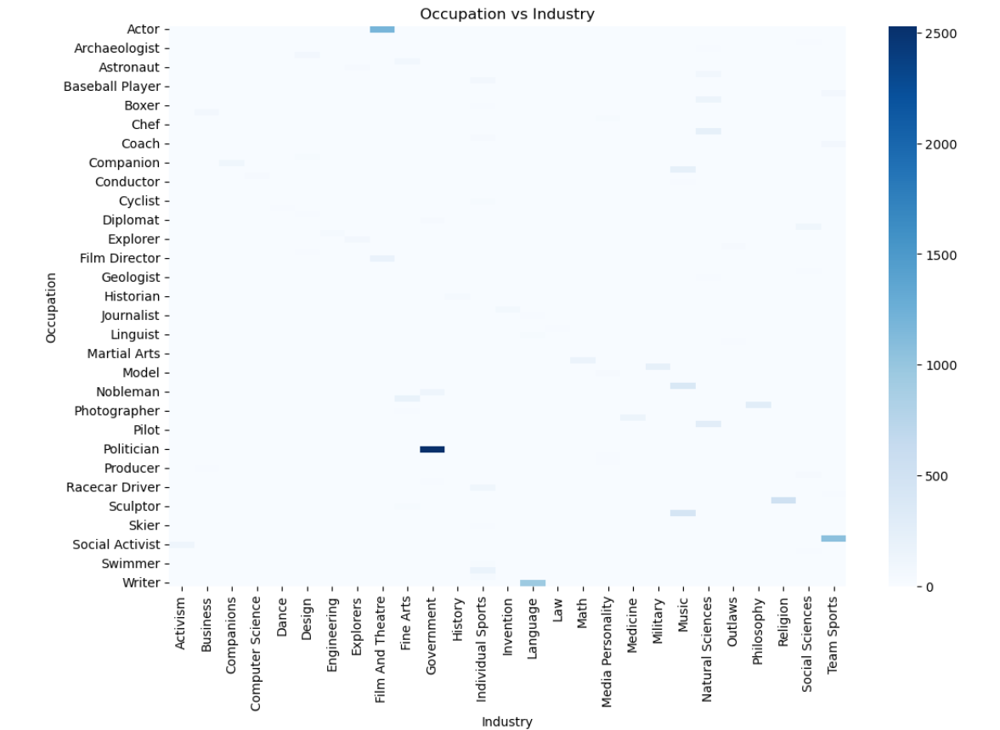 Occupation vs Industry
Actor
Archaeologist
Astronaut
Baseball Player
Boxer
Chef
Coach
Companion
Conductor
Cyclist
Diplomat
Explorer
Film Director
Geologist
Historian
Journalist
Linguist
Martial Arts
Model
Nobleman
Photographer
Pilot
Politician
Producer
Racecar Driver
Sculptor
Skier
Social Activist
Swimmer
Writer
Occupation
Activism
Business
Companions
Computer Science
Dance
Design
Engineering
Explorers
Film And Theatre
Fine Arts
Government
History
Individual Sports
Invention
Language
Law
Math
Media Personality
Medicine
Military
Music
Natural Sciences
Outlaws
Philosophy
Religion
Social Sciences
Team Sports
Industry
2500
2000
1500
1000
500
0